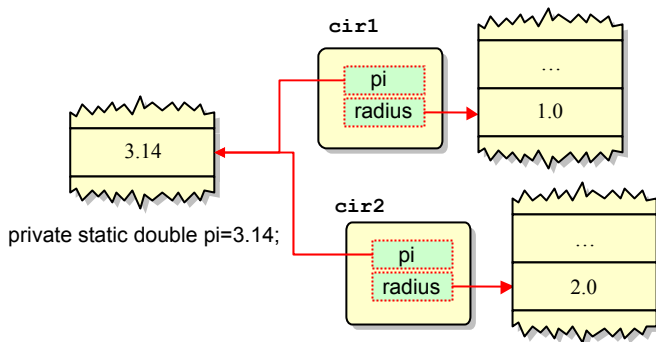 cir1
pi
radius
…
1.0
3.14
private static double pi=3.14;
cir2
pi
radius
…
2.0